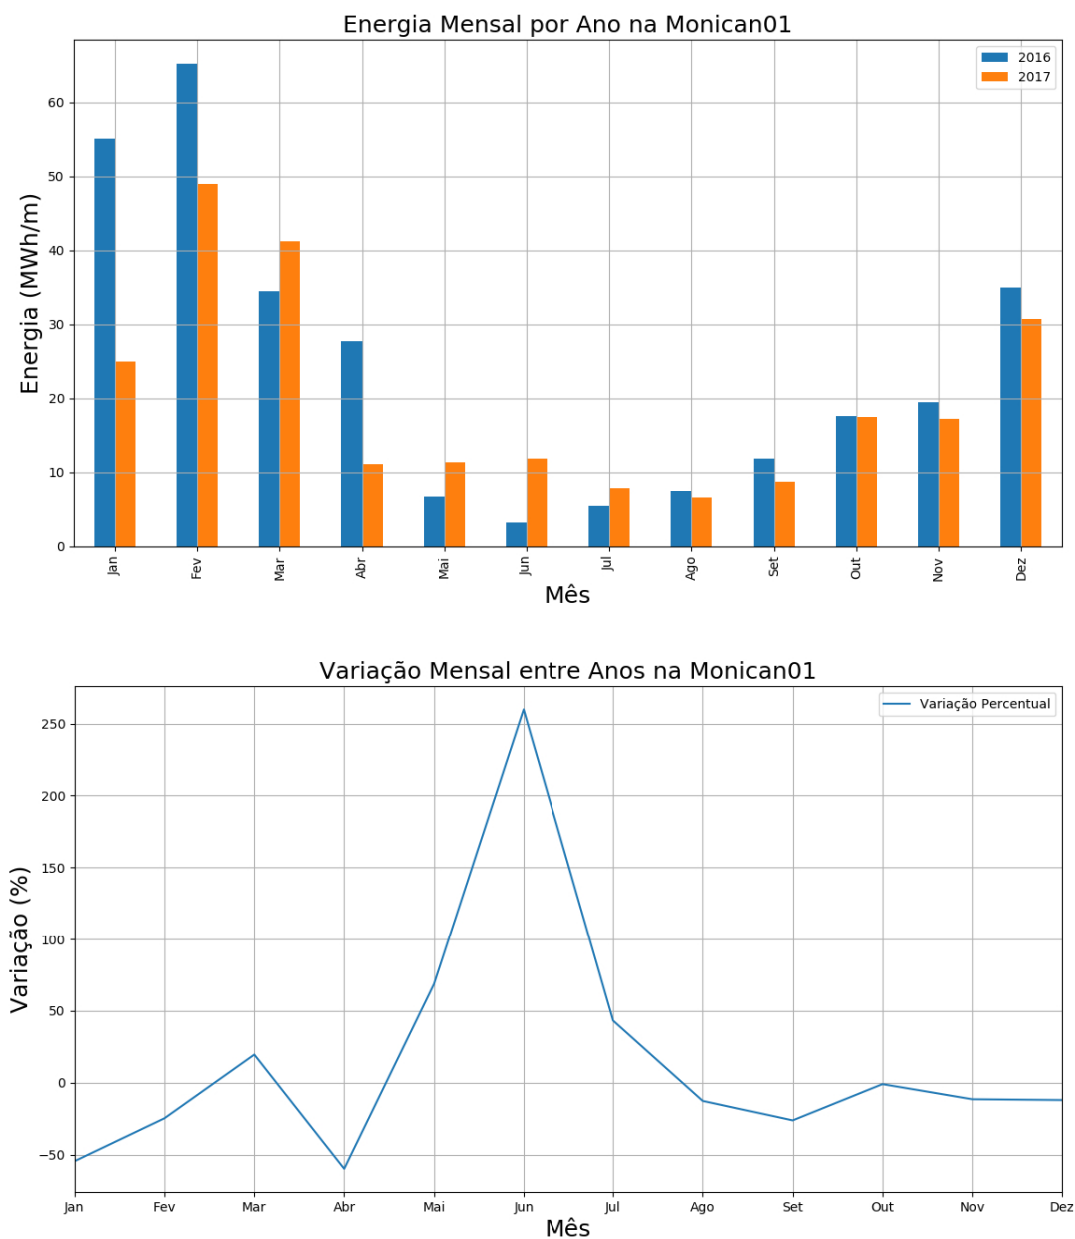 Energia Mensal por Ano na Monican01
2016
2017
Energia (MWh/m)
60
50
40
30
20
10
0
Jan
Fev
Mar
Abr
Mai
Jun
Jul
Ago
Set
Out
Nov
Dez
Mês
Variação Mensal entre Anos na Monican01
Variação Percentual
Variação (%)
250
200
150
100
50
0
−50
Jan
Fev
Mar
Abr
Mai
Jun
Jul
Ago
Set
Out
Nov
Dez
Mês